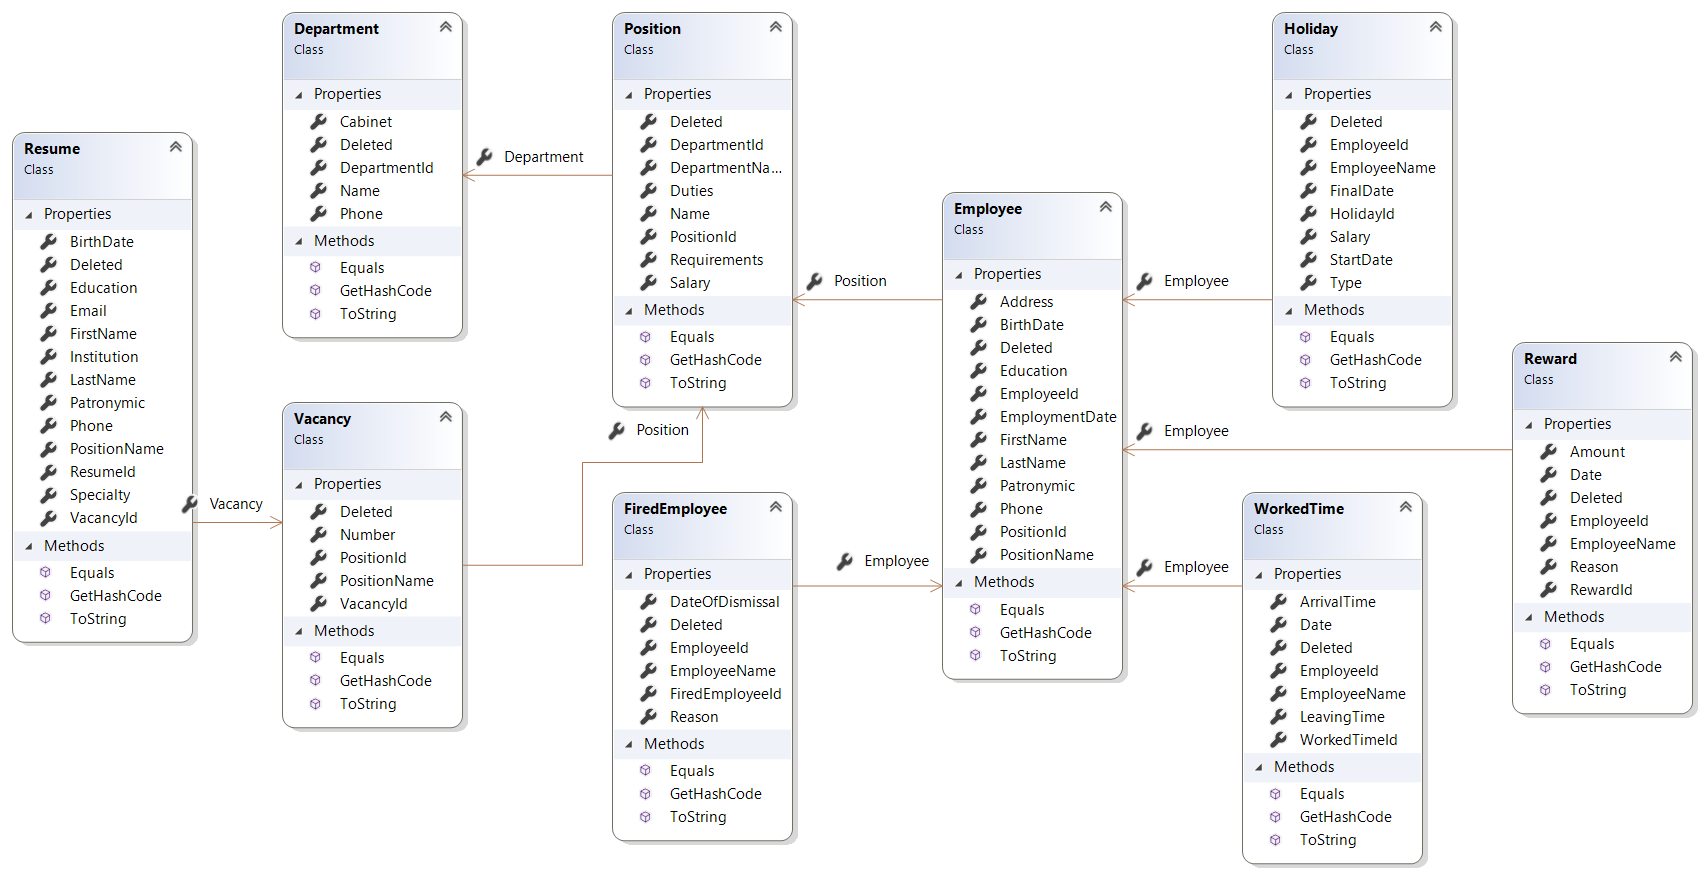 Resume
Class
Properties
BirthDate
Deleted
Education
Email
FirstName
Institution
LastName
Patronymic
Phone
PositionName
ResumeId
Specialty
VacancyId
Methods
Equals
GetHashCode
ToString
Vacancy
Department
Class
Properties
Cabinet
Deleted
DepartmentId
Name
Phone
Methods
Equals
GetHashCode
ToString
Vacancy
Class
Properties
Deleted
Number
PositionId
PositionName
VacancyId
Methods
Equals
GetHashCode
ToString
Department
Position
Position
Class
Properties
Deleted
DepartmentId
DepartmentNa...
Duties
Name
PositionId
Requirements
Salary
Methods
Equals
GetHashCode
ToString
FiredEmployee
Class
Properties
DateOfDismissal
Deleted
EmployeeId
EmployeeName
FiredEmployeeId
Reason
Methods
Equals
GetHashCode
ToString
Position
Employee
Employee
Class
Properties
Address
BirthDate
Deleted
Education
EmployeeId
EmploymentDate
FirstName
LastName
Patronymic
Phone
PositionId
PositionName
Methods
Equals
GetHashCode
ToString
Employee
Employee
Employee
Holiday
Class
Properties
Deleted
EmployeeId
EmployeeName
FinalDate
HolidayId
Salary
StartDate
Type
Methods
Equals
GetHashCode
ToString
WorkedTime
Class
Properties
ArrivalTime
Date
Deleted
EmployeeId
EmployeeName
LeavingTime
WorkedTimeId
Methods
Equals
GetHashCode
ToString
Reward
Class
Properties
Amount
Date
Deleted
EmployeeId
EmployeeName
Reason
RewardId
Methods
Equals
GetHashCode
ToString